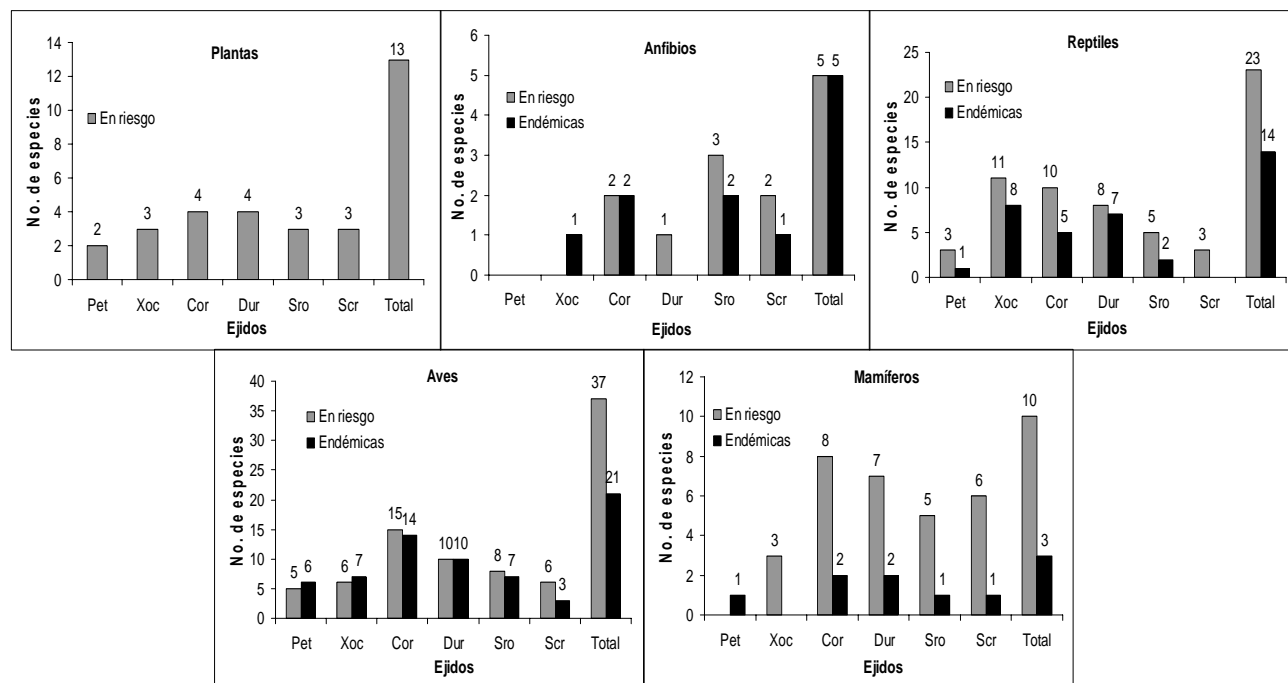 Plantas
En riesgo
No. de especies
14
12
10
8
6
4
2
0
2
3
4
4
3
3
13
Pet Xoc Cor Dur Sro Scr Total
Ejidos
Anfibios
En riesgo
Endémicas
No. de especies
6
5
4
3
2
1
0
1
2 2
1
3 2
2 1
5 5
Pet Xoc Cor Dur Sro Scr Total
Ejidos
Reptiles
En riesgo
Endémicas
No. de especies
25
20
15
10
5
0
3 1
11 8
10 5
8 7
5 2
3
23 14
Pet Xoc Cor Dur Sro Scr Total
Ejidos
Aves
En riesgo
Endémicas
No. de especies
40
35
30
25
20
15
10
5
0
5 6
6 7
15 14
1010
8 7
6 3
37 21
Pet Xoc Cor Dur Sro Scr Total
Ejidos
Mamíferos
En riesgo
Endémicas
No. de especies
12
10
8
6
4
2
0
1
3
8 2
7 2
5 1
6 1
10 3
Pet Xoc Cor Dur Sro Scr Total
Ejidos